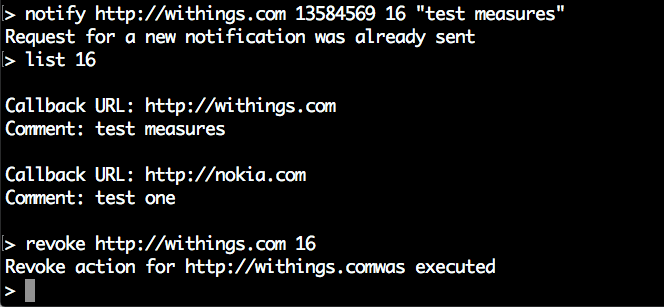 > notify http://withings.com 13584569 16 "test measures"
Request for a new notification was already sent
> list 16
Callback URL: http://withings.com
Comment: test measures
Callback URL: http://nokia.com
Comment: test one
> revoke http://withings.com 16
Revoke action for http://withings.comwas executed
>